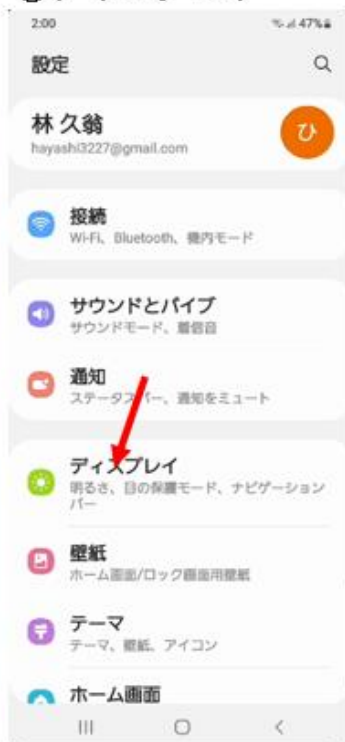 2:00
47%
設定
林 久翁
hayashi3227@gmail.com
ひ
接続
Wi-Fi、Bluetooth、機内モード
サウンドとバイブ
サウンドモード、着信音
通知
ステータスバー、通知をミュート
ディスプレイ
明るさ、目の保護モード、ナビゲーション
バー
壁紙
ホーム画面/ロック画面用壁紙
テーマ
テーマ、壁紙、アイコン
ホーム画面